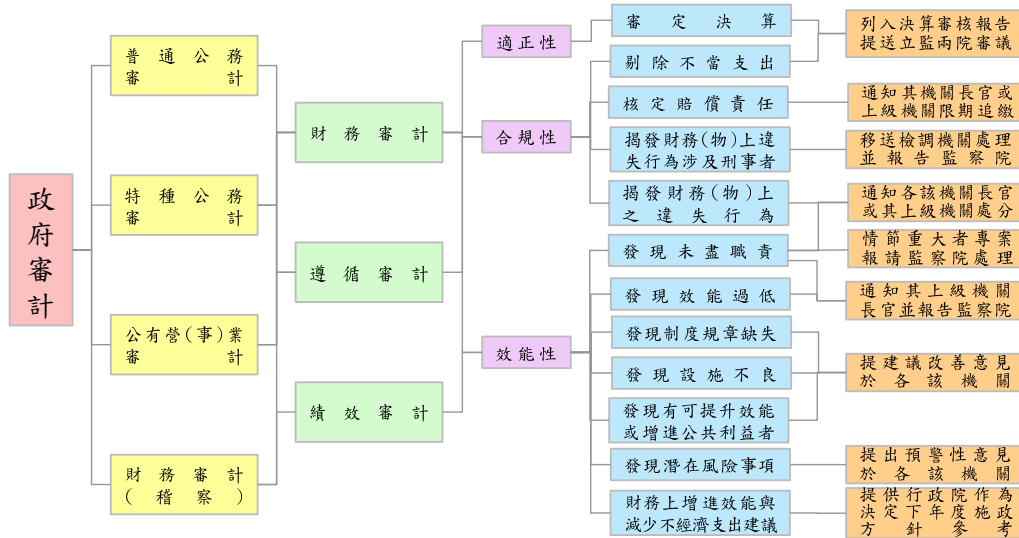 政府審計
普通公務
審計
特種公務
審計
公有營(事)業
審計
財務審計
(稽察)
財務審計
遵循審計
績效審計
適正性
合規性
效能性
審定決算
剔除不當支出
核定賠償責任
揭發財務(物)上違
失行為涉及刑事者
揭發財務(物)上
之違失行為
發現未盡職責
發現效能過低
發現制度規章缺失
發現設施不良
發現有可提升效能
或增進公共利益者
發現潛在風險事項
財務上增進效能與
減少不經濟支出建議
列入決算審核報告
提送立監兩院審議
通知其機關長官或
上級機關限期追繳
移送檢調機關處理
並報告監察院
通知各該機關長官
或其上級機關處分
情節重大者專案
報請監察院處理
通知其上級機關
長官並報告監察院
提建議改善意見
於各該機關
提出預警性意見
於各該機關
提供行政院作為
決定下年度施政
方針參考